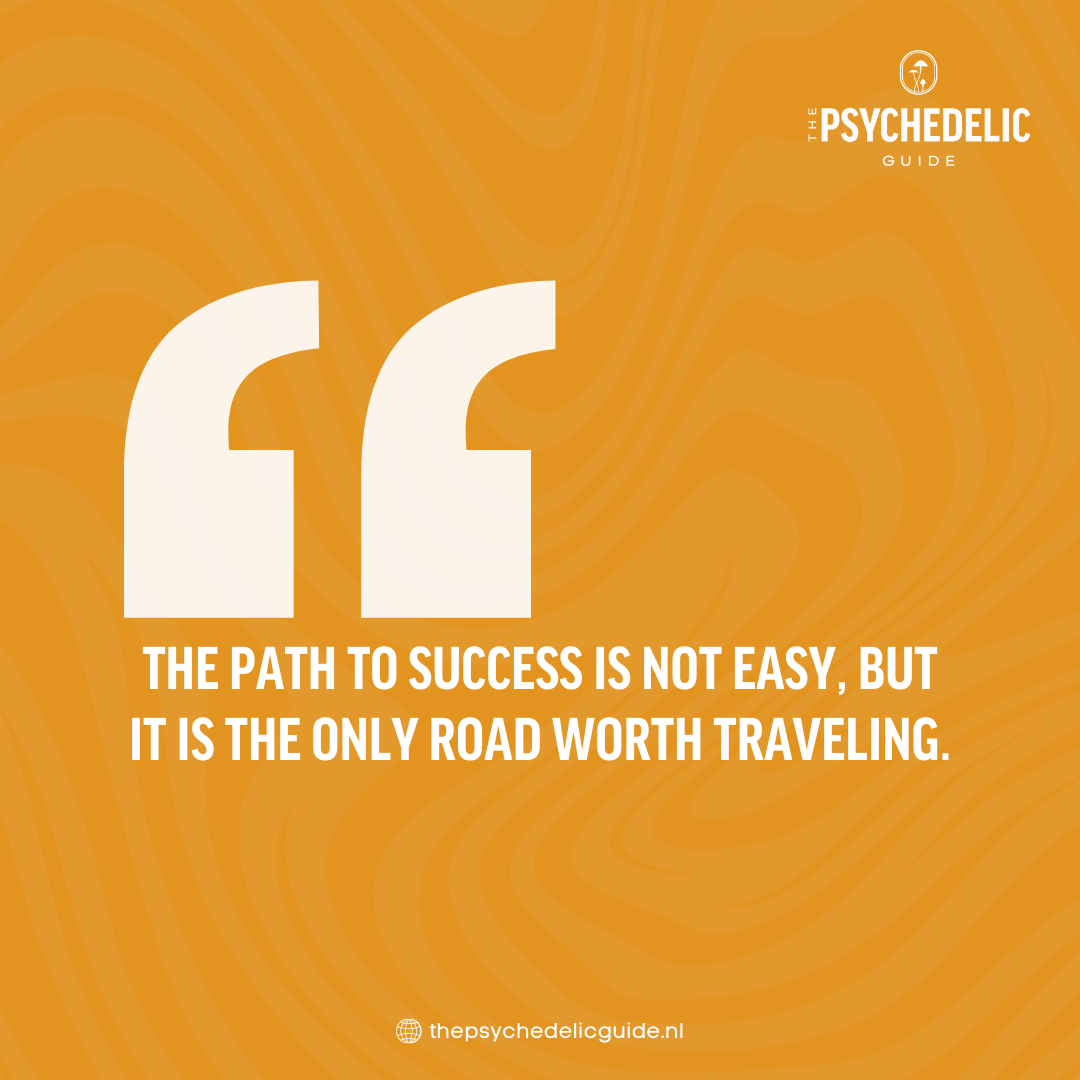 THE PSYCHEDELIC
GUIDE
“
THE PATH TO SUCCESS IS NOT EASY, BUT
IT IS THE ONLY ROAD WORTH TRAVELING.
thepsychedelicguide.nl